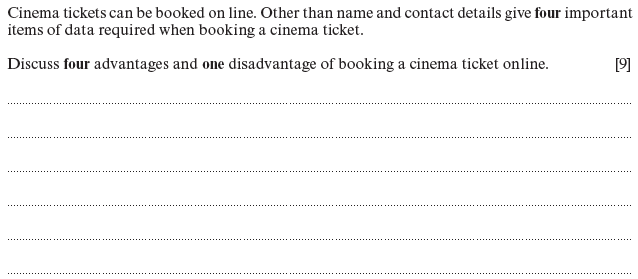 Cinema tickets can be booked on line. Other than name and contact details give four important
items of data required when booking a cinema ticket.
Discuss four advantages and one disadvantage of booking a cinema ticket online. [9]